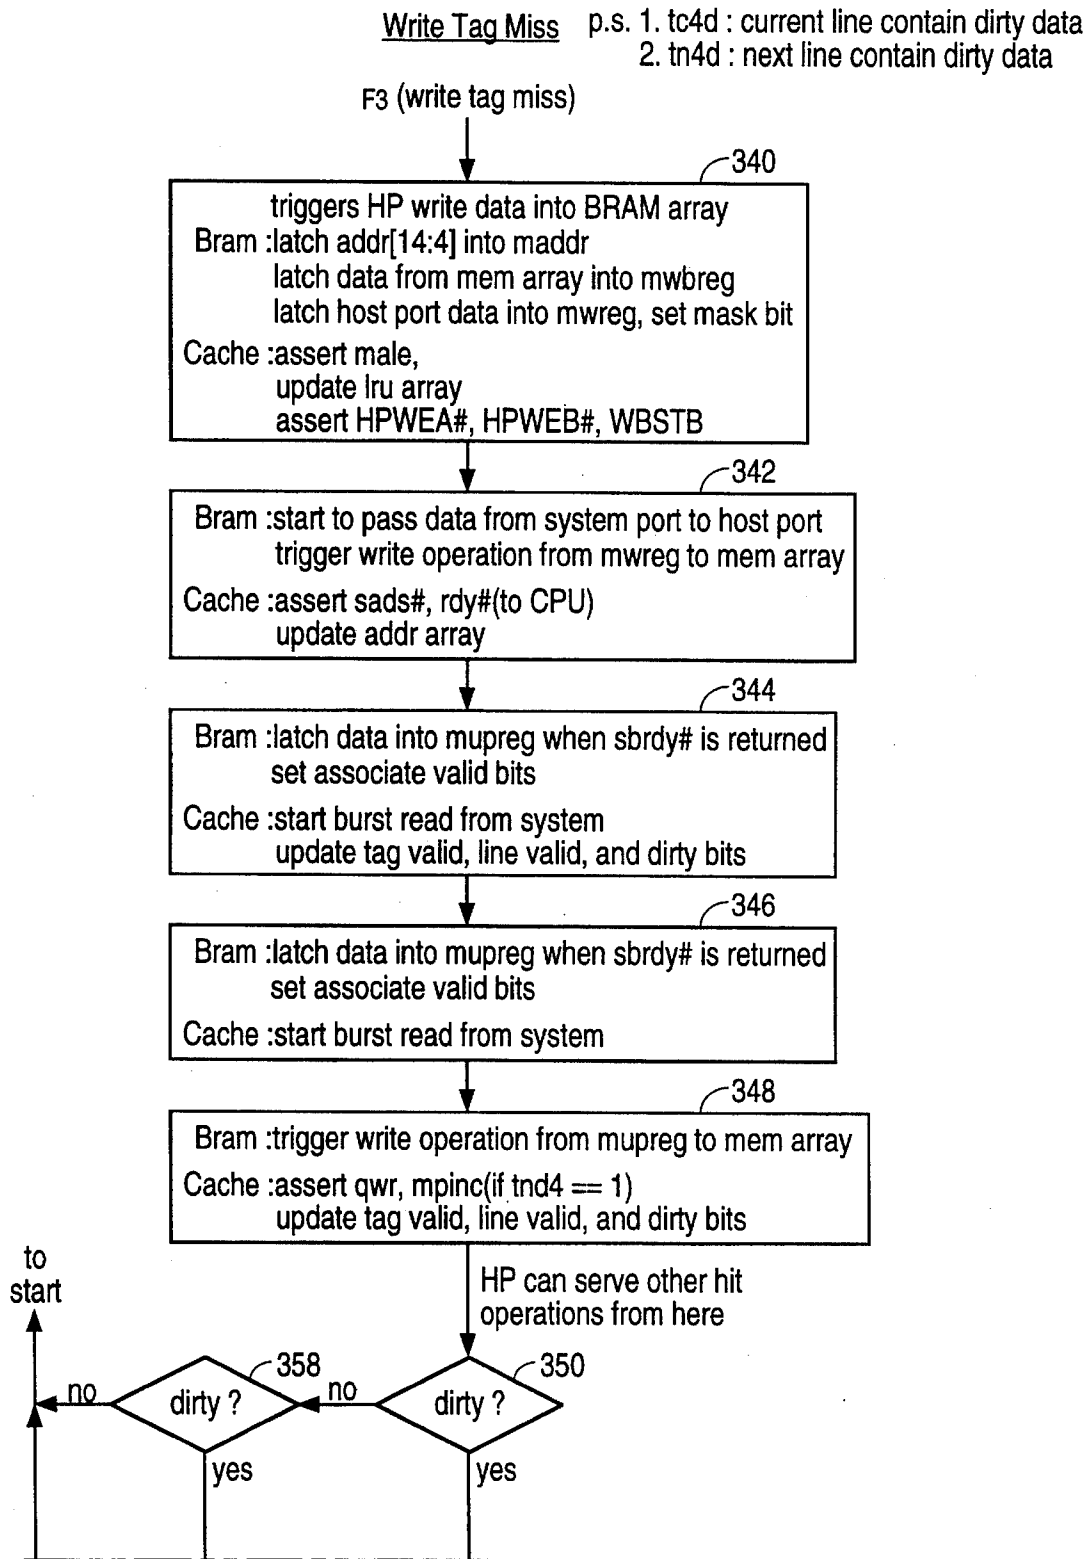 Write Tag Miss
p.s. 1. tc4d : current line contain dirty data
2. tn4d : next line contain dirty data
F3 (write tag miss)
340
triggers HP write data into BRAM array
Bram :latch addr[14:4] into maddr
latch data from mem array into mwbreg
latch host port data into mwreg, set mask bit
Cache :assert male,
update lru array
assert HPWEA#, HPWEB#, WBSTB
342
Bram :start to pass data from system port to host port
trigger write operation from mwreg to mem array
Cache :assert sads#, rdy#(to CPU)
update addr array
344
Bram :latch data into mupreg when sbrdy# is returned
set associate valid bits
Cache :start burst read from system
update tag valid, line valid, and dirty bits
346
Bram :latch data into mupreg when sbrdy# is returned
set associate valid bits
Cache :start burst read from system
348
Bram :trigger write operation from mupreg to mem array
Cache :assert qwr, mpinc(if tnd4 == 1)
update tag valid, line valid, and dirty bits
to
start
HP can serve other hit
operations from here
358
350
no
dirty ?
no
dirty ?
yes
yes